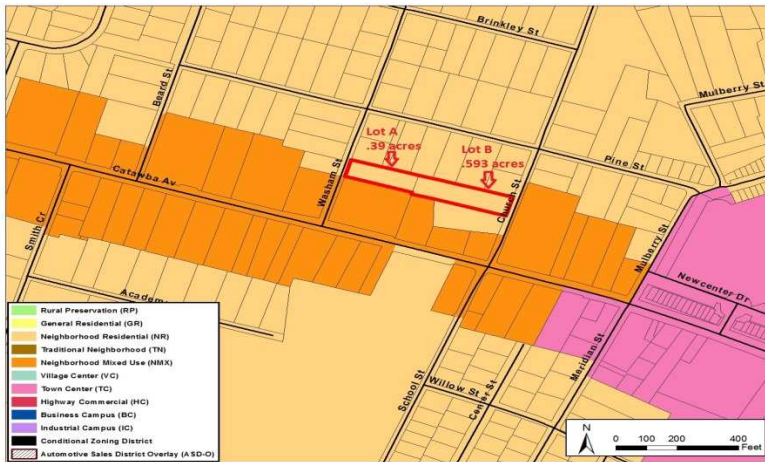 Brinkley St
Mulberry St
Beard St
Lot A
.39 acres
Lot B
.593 acres
Pine St
Washam St
Catawba Av
Church St
Smith Cr
Mulberry St
Newcenter Dr
Academ
Meridian St
School St
Willow St
Center St
Rural Preservation (RP)
General Residential (GR)
Neighborhood Residential (NR)
Traditional Neighborhood (TN)
Neighborhood Mixed Use (NMX)
Village Center (VC)
Town Center (TC)
Highway Commercial (HC)
Business Campus (BC)
Industrial Campus (IC)
Conditional Zoning District
Automotive Sales District Overlay (ASD-O)
N
0 100 200 400
Feet